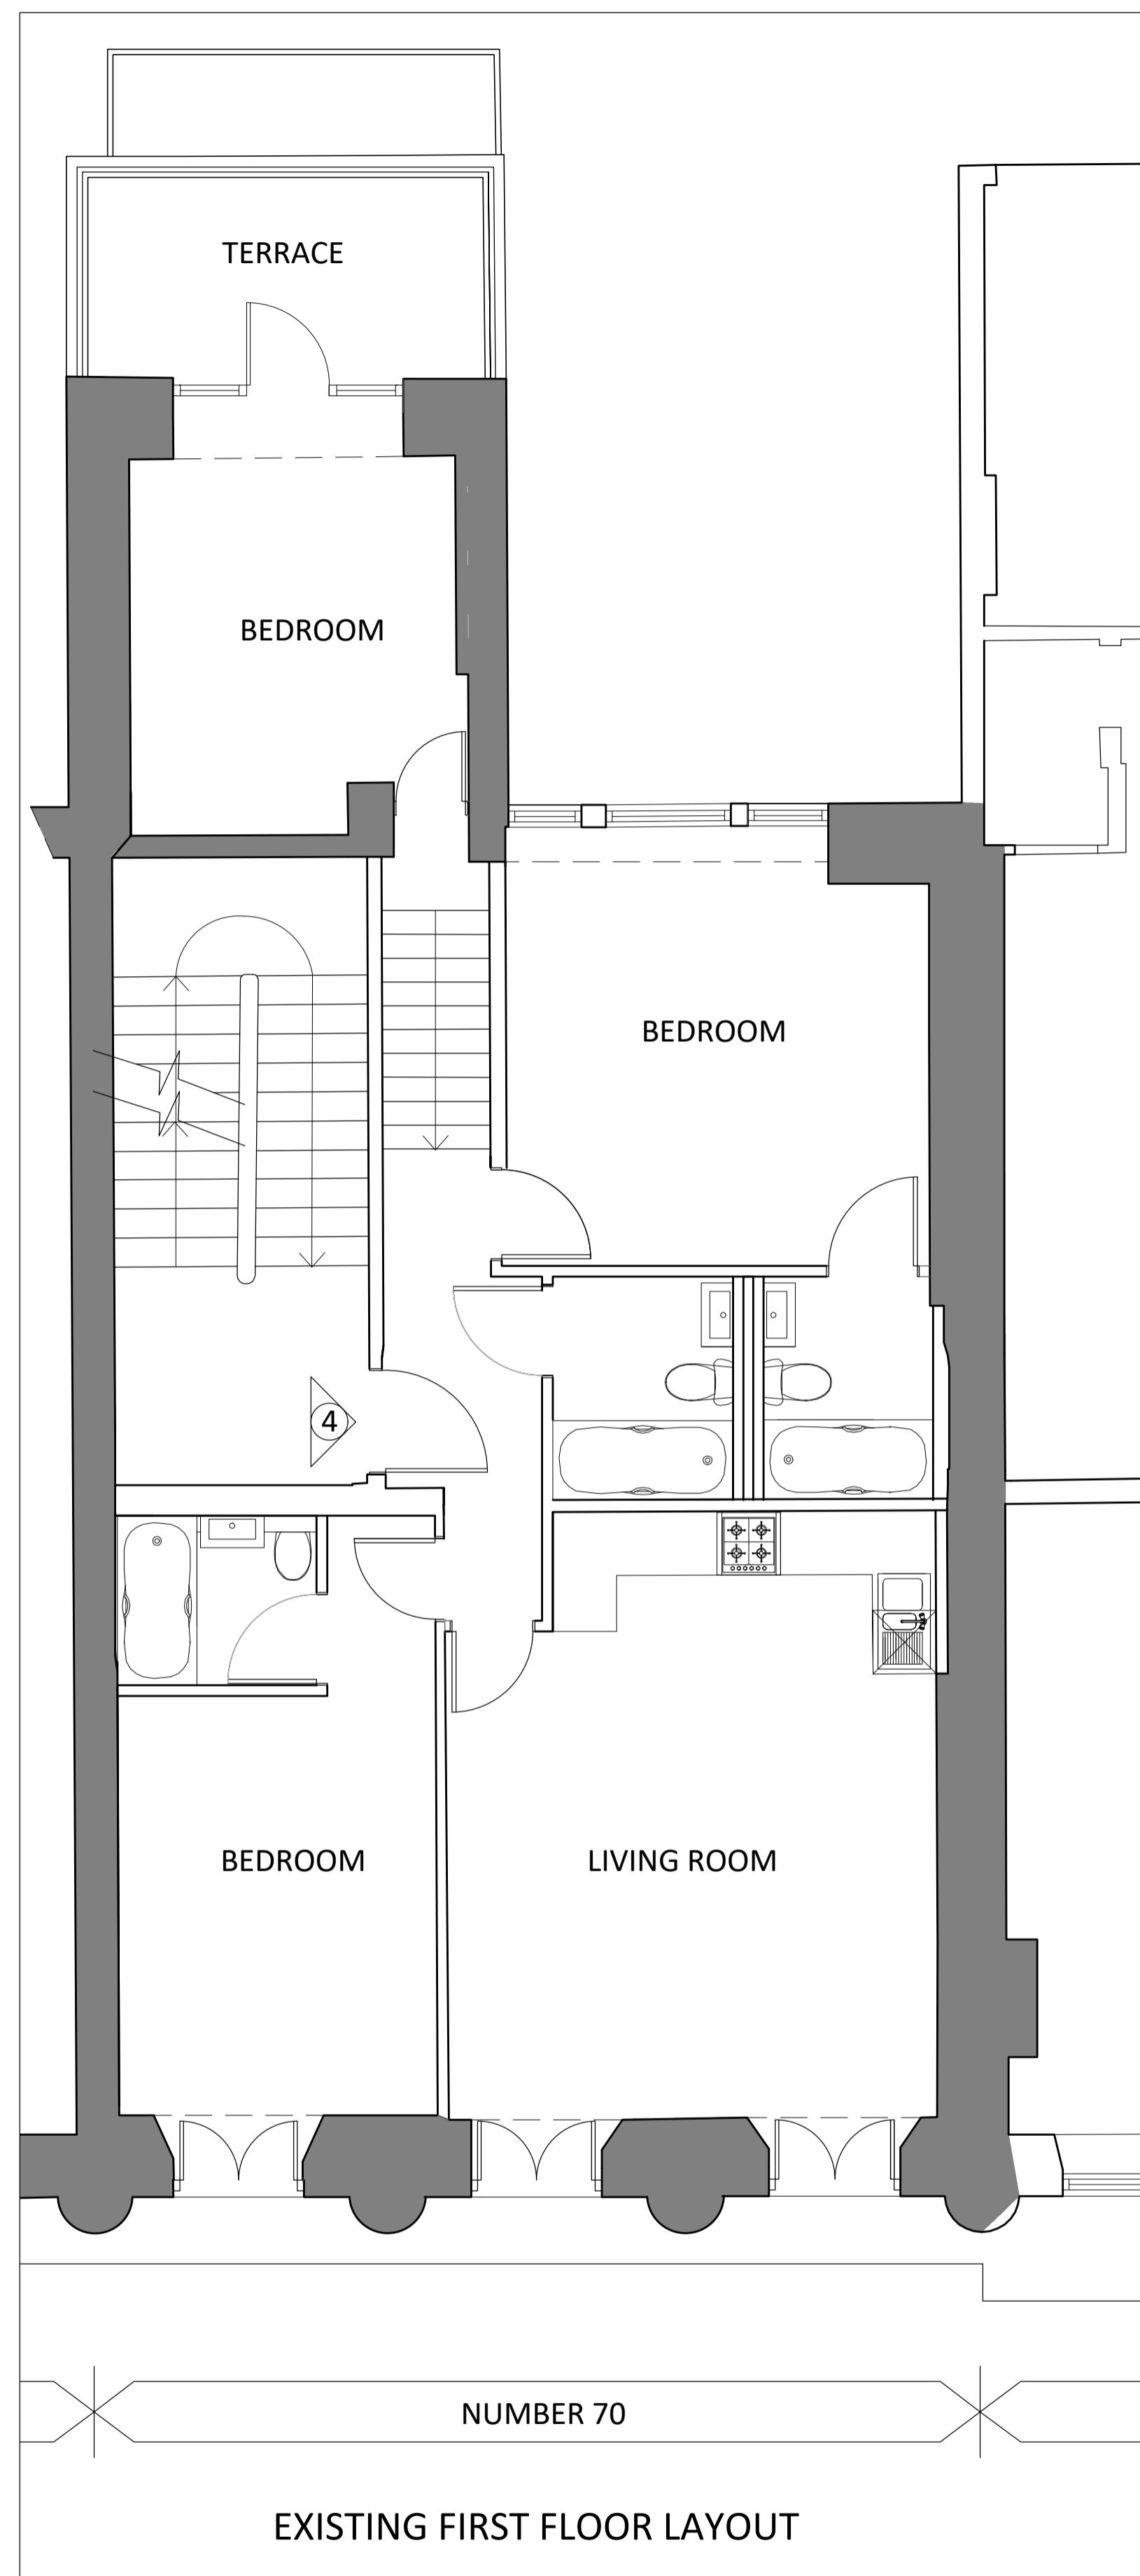 TERRACE
BEDROOM
BEDROOM
4
BEDROOM
LIVING ROOM
NUMBER 70
EXISTING FIRST FLOOR LAYOUT